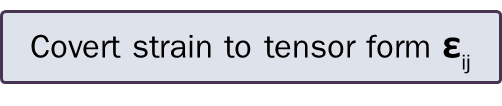 Covert strain to tensor form εij